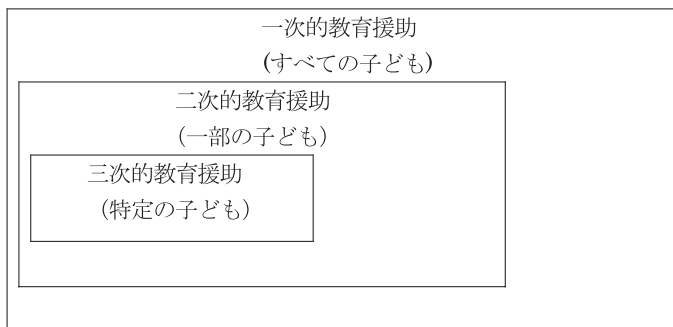 一次的教育援助
(すべての子ども)
二次的教育援助
（一部の子ども）
三次的教育援助
（特定の子ども）